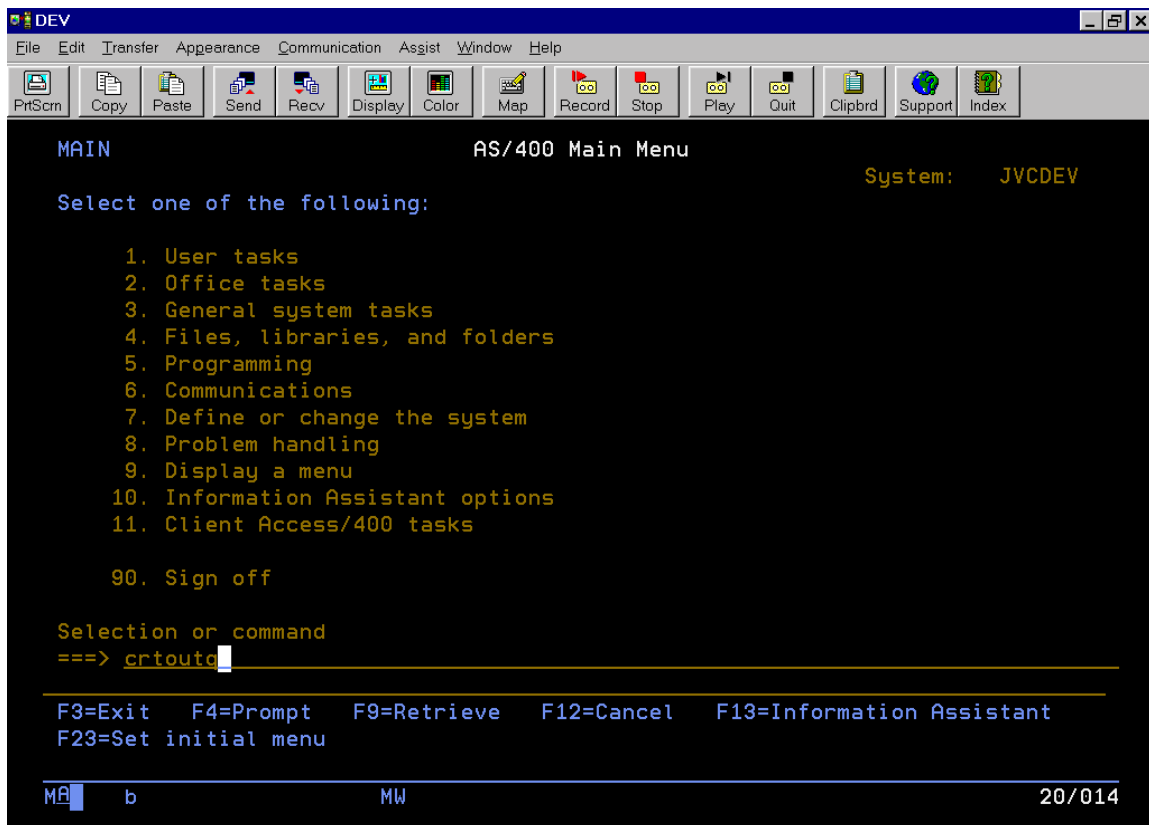 DEV
File Edit Transfer Appearance Communication Assist Window Help
PrtScrn Copy Paste Send Recv Display Color Map Record Stop Play Quit Clipbrd Support Index
MAIN AS/400 Main Menu
System: JVCDEV
Select one of the following:
1. User tasks
2. Office tasks
3. General system tasks
4. Files, libraries, and folders
5. Programming
6. Communications
7. Define or change the system
8. Problem handling
9. Display a menu
10. Information Assistant options
11. Client Access/400 tasks
90. Sign off
Selection or command
===> crtoutq
F3=Exit F4=Prompt F9=Retrieve F12=Cancel F13=Information Assistant
F23=Set initial menu
MA b MW 20/014